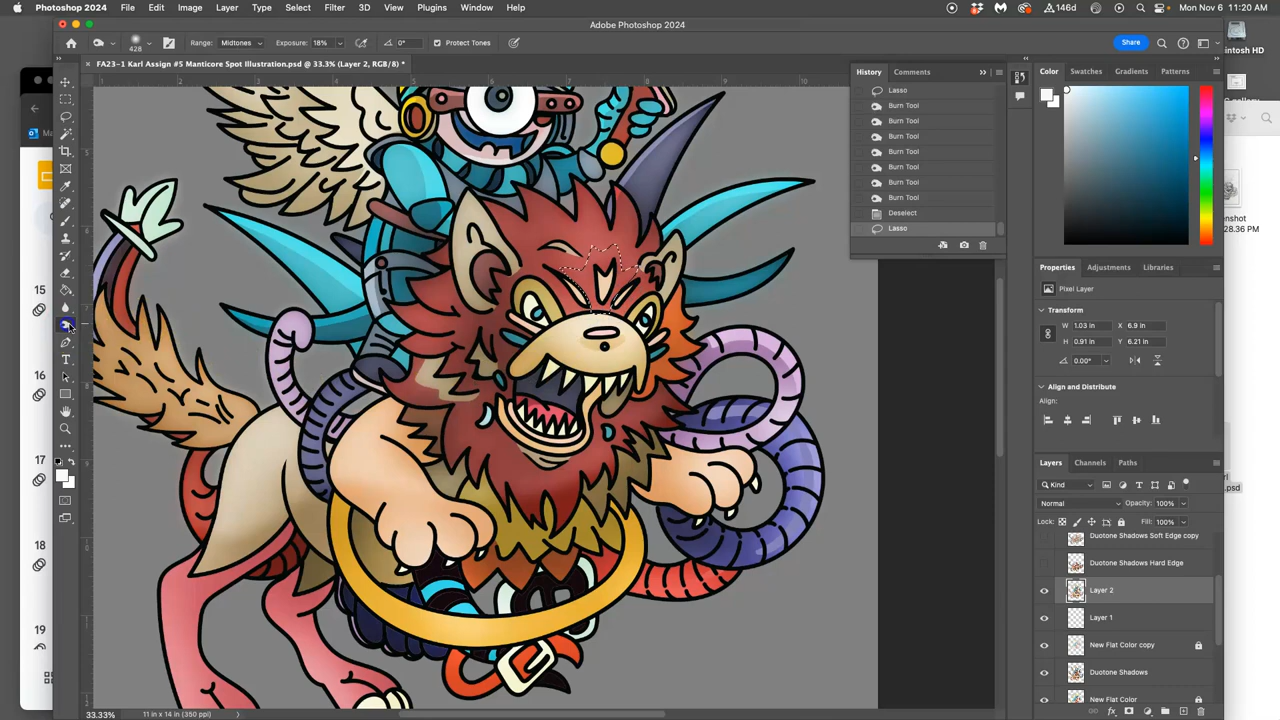 Photoshop 2024 File Edit Image Layer Type Select Filter 3D View Plugins Window Help 146d Mon Nov 6 11:20 AM
Adobe Photoshop 2024
428 Range: Midtones Exposure: 18% 0° Protect Tones Share
FA23-1 Karl Assign #5 Manticore Spot Illustration.psd @ 33.3% (Layer 2, RGB/8) *
History Comments
Lasso
Burn Tool
Burn Tool
Burn Tool
Burn Tool
Burn Tool
Burn Tool
Burn Tool
Deselect
Lasso
Color Swatches Gradients Patterns
Properties Adjustments Libraries
Pixel Layer
Transform
W 1.03 in X 6.9 in
H 0.91 in Y 6.21 in
0.00°
Align and Distribute
Align:
Layers Channels Paths
Kind
Normal Opacity: 100%
Lock: Fill: 100%
Duotone Shadows Soft Edge copy
Duotone Shadows Hard Edge
Layer 2
Layer 1
New Flat Color copy
Duotone Shadows
New Flat Color
33.33% 11 in x 14 in (350 ppi)
15
16
17
18
19